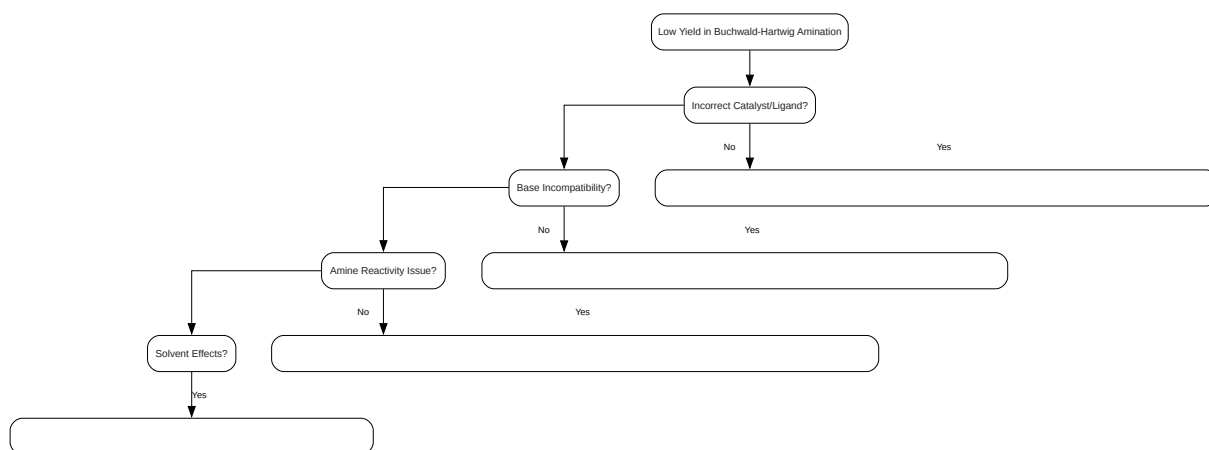 Low Yield in Buchwald-Hartwig Amination
Incorrect Catalyst/Ligand?
No
Yes
Base Incompatibility?
No
Yes
Amine Reactivity Issue?
No
Yes
Solvent Effects?
Yes